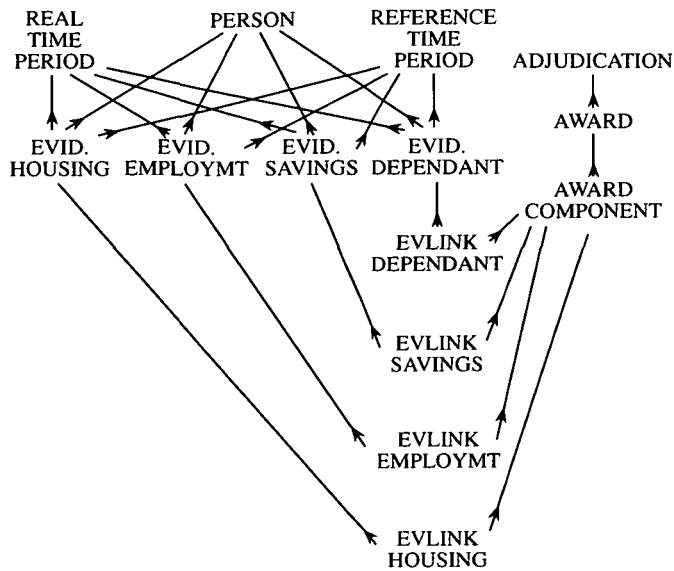 REAL
TIME
PERIOD
PERSON
REFERENCE
TIME
PERIOD
ADJUDICATION
AWARD
EVID.
HOUSING
EVID.
EMPLOYMT
EVID.
SAVINGS
EVID.
DEPENDANT
AWARD
COMPONENT
EVLINK
DEPENDANT
EVLINK
SAVINGS
EVLINK
EMPLOYMT
EVLINK
HOUSING